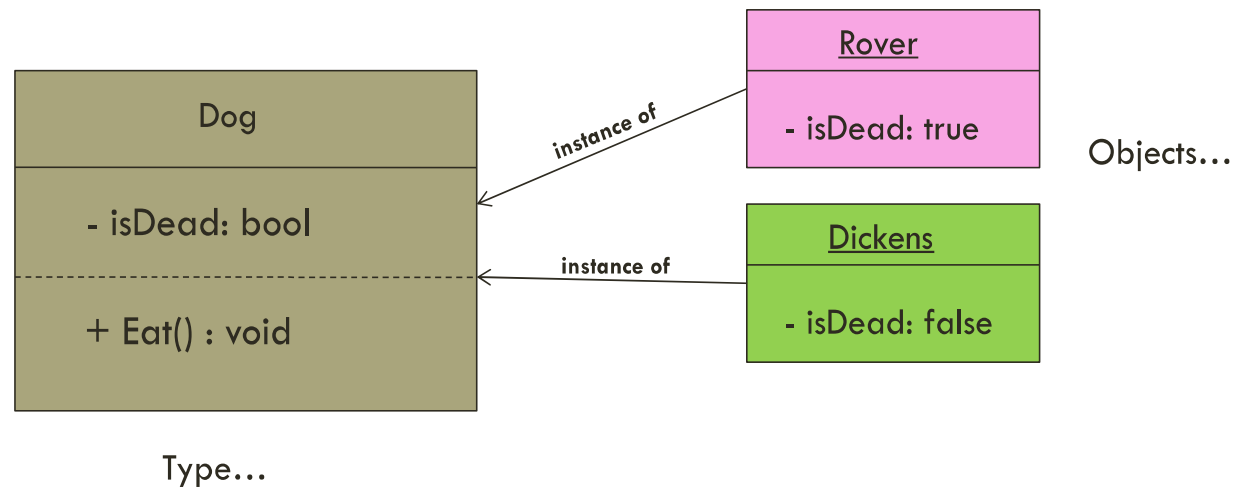 Dog
- isDead: bool
+ Eat() : void
Type...
instance of
instance of
Rover
- isDead: true
Dickens
- isDead: false
Objects...